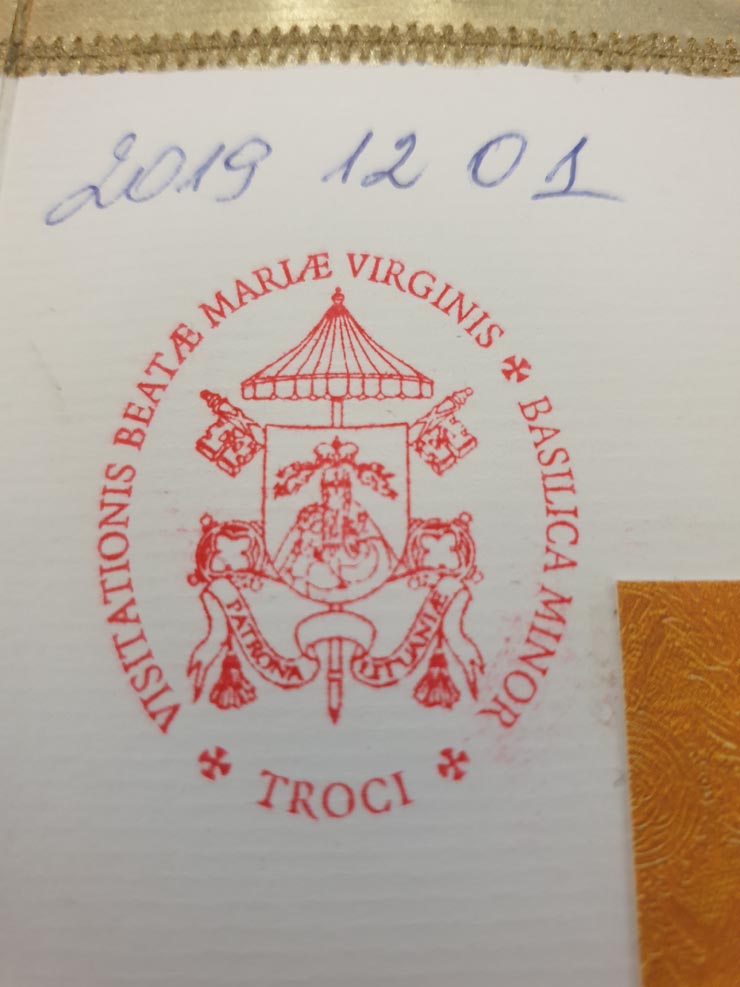 2019 12 01
VISITATIONIS BEATÆ MARIÆ VIRGINIS ✠ BASILICA MINOR
PATRONA LITUANIÆ
✠ TROCI ✠